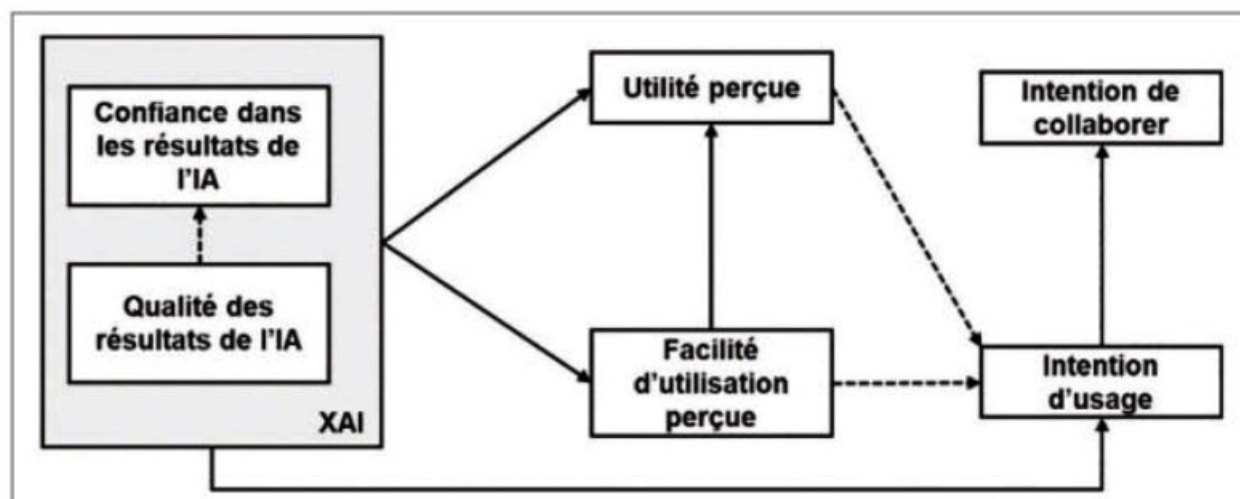 Confiance dans
les résultats de
l'IA
Qualité des
résultats de l'IA
XAI
Utilité perçue
Facilité
d'utilisation
perçue
Intention de
collaborer
Intention
d'usage